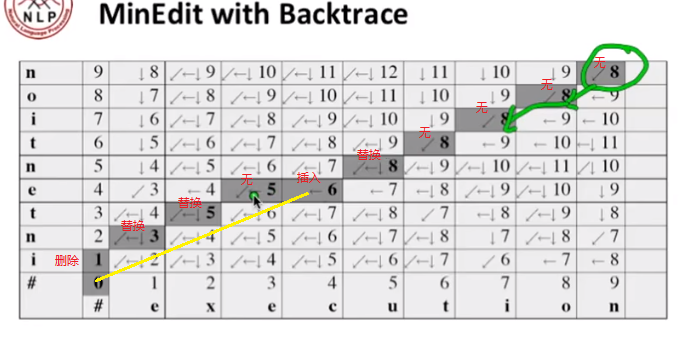 NLP
MinEdit with Backtrace
n 9 ↓ 8 ↙←↓ 9 ↙←↓ 10 ↙←↓ 11 ↙←↓ 12 ↓ 11 ↓ 10 ↓ 9 无 ↙ 8
o 8 ↓ 7 ↙←↓ 8 ↙←↓ 9 ↙←↓ 10 ↙←↓ 11 ↓ 10 ↓ 9 无 ↙ 8 ← 9
i 7 ↓ 6 ↙←↓ 7 ↙←↓ 8 ↙←↓ 9 ↙←↓ 10 ↓ 9 无 ↙ 8 ← 9 ← 10
t 6 ↓ 5 ↙←↓ 6 ↙←↓ 7 ↙←↓ 8 ↙←↓ 9 无 ↙ 8 ← 9 ← 10 ←↓ 11
n 5 ↓ 4 ↙←↓ 5 ↙←↓ 6 ↙←↓ 7 替换 ↙←↓ 8 ↙←↓ 9 ↙←↓ 10 ↙←↓ 11 ↙↓ 10
e 4 ↙ 3 ← 4 无 5 插入 ← 6 ← 7 ←↓ 8 ↙←↓ 9 ↙←↓ 10 ↓ 9
t 3 ↙←↓ 4 替换 ↙←↓ 5 ↙←↓ 6 ↙←↓ 7 ↙←↓ 8 ↙ 7 ←↓ 8 ↙←↓ 9 ↓ 8
n 2 替换 ↙←↓ 3 ↙←↓ 4 ↙←↓ 5 ↙←↓ 6 ↙←↓ 7 ↙←↓ 8 ↓ 7 ↙←↓ 8 ↙ 7
i 删除 1 ↙←↓ 2 ↙←↓ 3 ↙←↓ 4 ↙←↓ 5 ↙←↓ 6 ↙←↓ 7 ↙ 6 ← 7 ← 8
# 0 1 2 3 4 5 6 7 8 9
# e x e c u t i o n